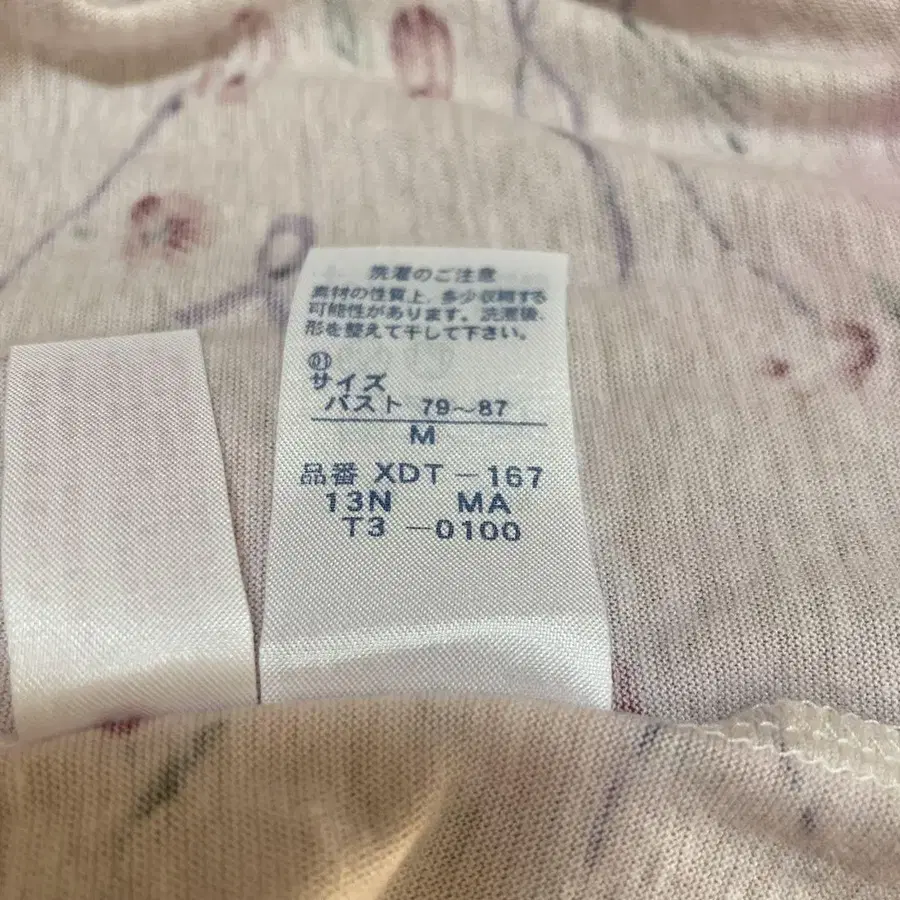 洗濯のご注意
素材の性質上、多少収縮する
可能性があります。洗濯後、
形を整えて干して下さい。
01
サイズ
バスト 79～87
M
品番 XDT－167
13N MA
T3 －0100